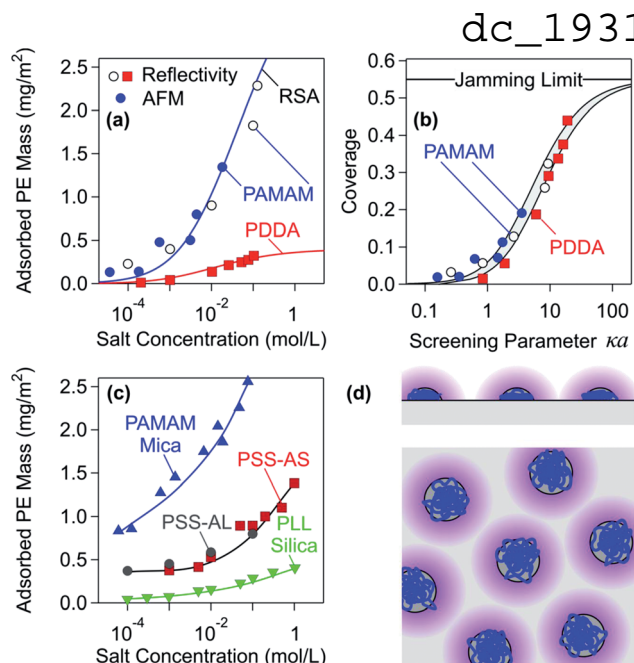 dc_1931
(a)
Reflectivity
AFM
RSA
PAMAM
PDDA
Adsorbed PE Mass (mg/m²)
2.5
2.0
1.5
1.0
0.5
0.0
10⁻⁴
10⁻²
1
Salt Concentration (mol/L)
(b)
Jamming Limit
PAMAM
PDDA
Coverage
0.6
0.5
0.4
0.3
0.2
0.1
0.0
0.1
1
10
100
Screening Parameter κa
(c)
PAMAM
Mica
PSS-AS
PSS-AL
PLL
Silica
Adsorbed PE Mass (mg/m²)
2.5
2.0
1.5
1.0
0.5
0.0
10⁻⁴
10⁻²
1
Salt Concentration (mol/L)
(d)